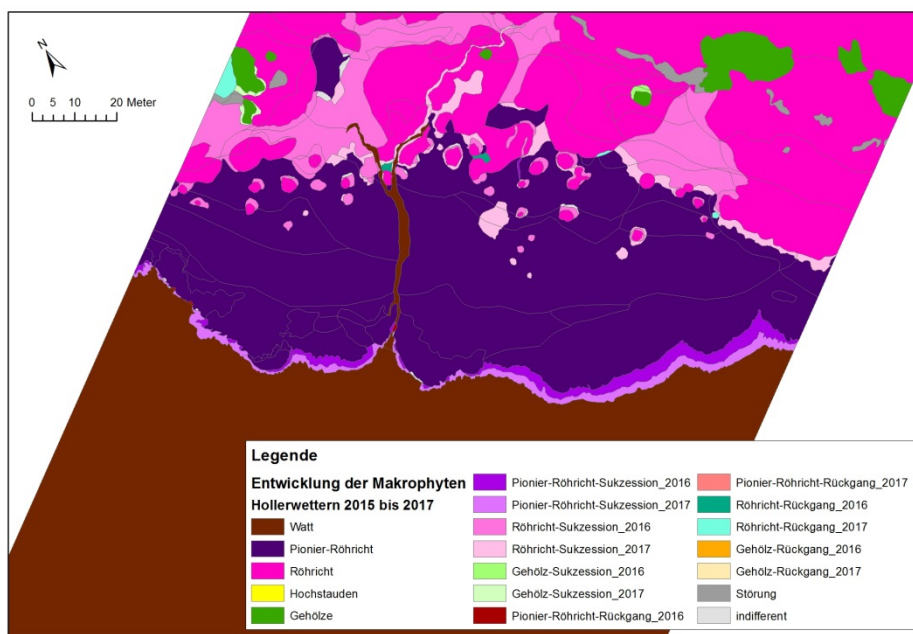 N
0 5 10 20 Meter
Legende
Entwicklung der Makrophyten
Hollerwettern 2015 bis 2017
Watt
Pionier-Röhricht
Röhricht
Hochstauden
Gehölze
Pionier-Röhricht-Sukzession_2016
Pionier-Röhricht-Sukzession_2017
Röhricht-Sukzession_2016
Röhricht-Sukzession_2017
Gehölz-Sukzession_2016
Gehölz-Sukzession_2017
Pionier-Röhricht-Rückgang_2016
Pionier-Röhricht-Rückgang_2017
Röhricht-Rückgang_2016
Röhricht-Rückgang_2017
Gehölz-Rückgang_2016
Gehölz-Rückgang_2017
Störung
indifferent